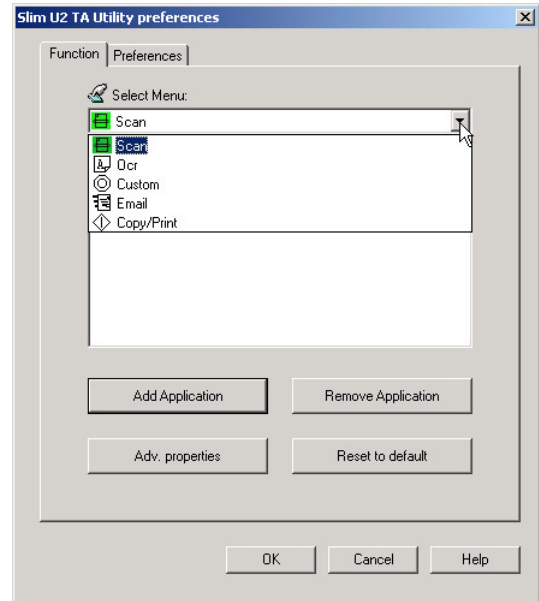 Slim U2 TA Utility preferences
Function Preferences
Select Menu:
Scan
Scan
Ocr
Custom
Email
Copy/Print
Add Application Remove Application
Adv. properties Reset to default
OK Cancel Help